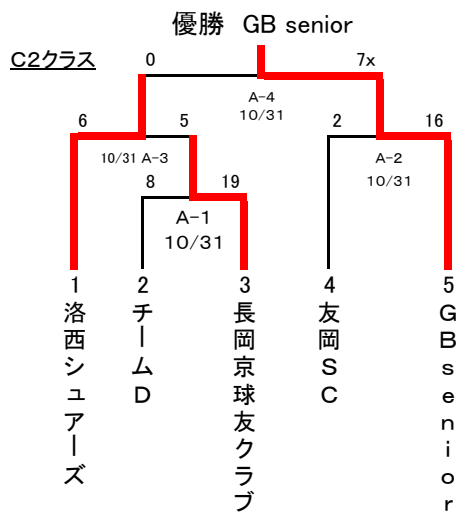 優勝 GB senior
C2クラス
0
7x
A-4
10/31
6
5
2
16
10/31 A-3
A-2
10/31
8
19
A-1
10/31
1
2
3
4
5
洛西シュアーズ
チームD
長岡京球友クラブ
友岡SC
GBsenior